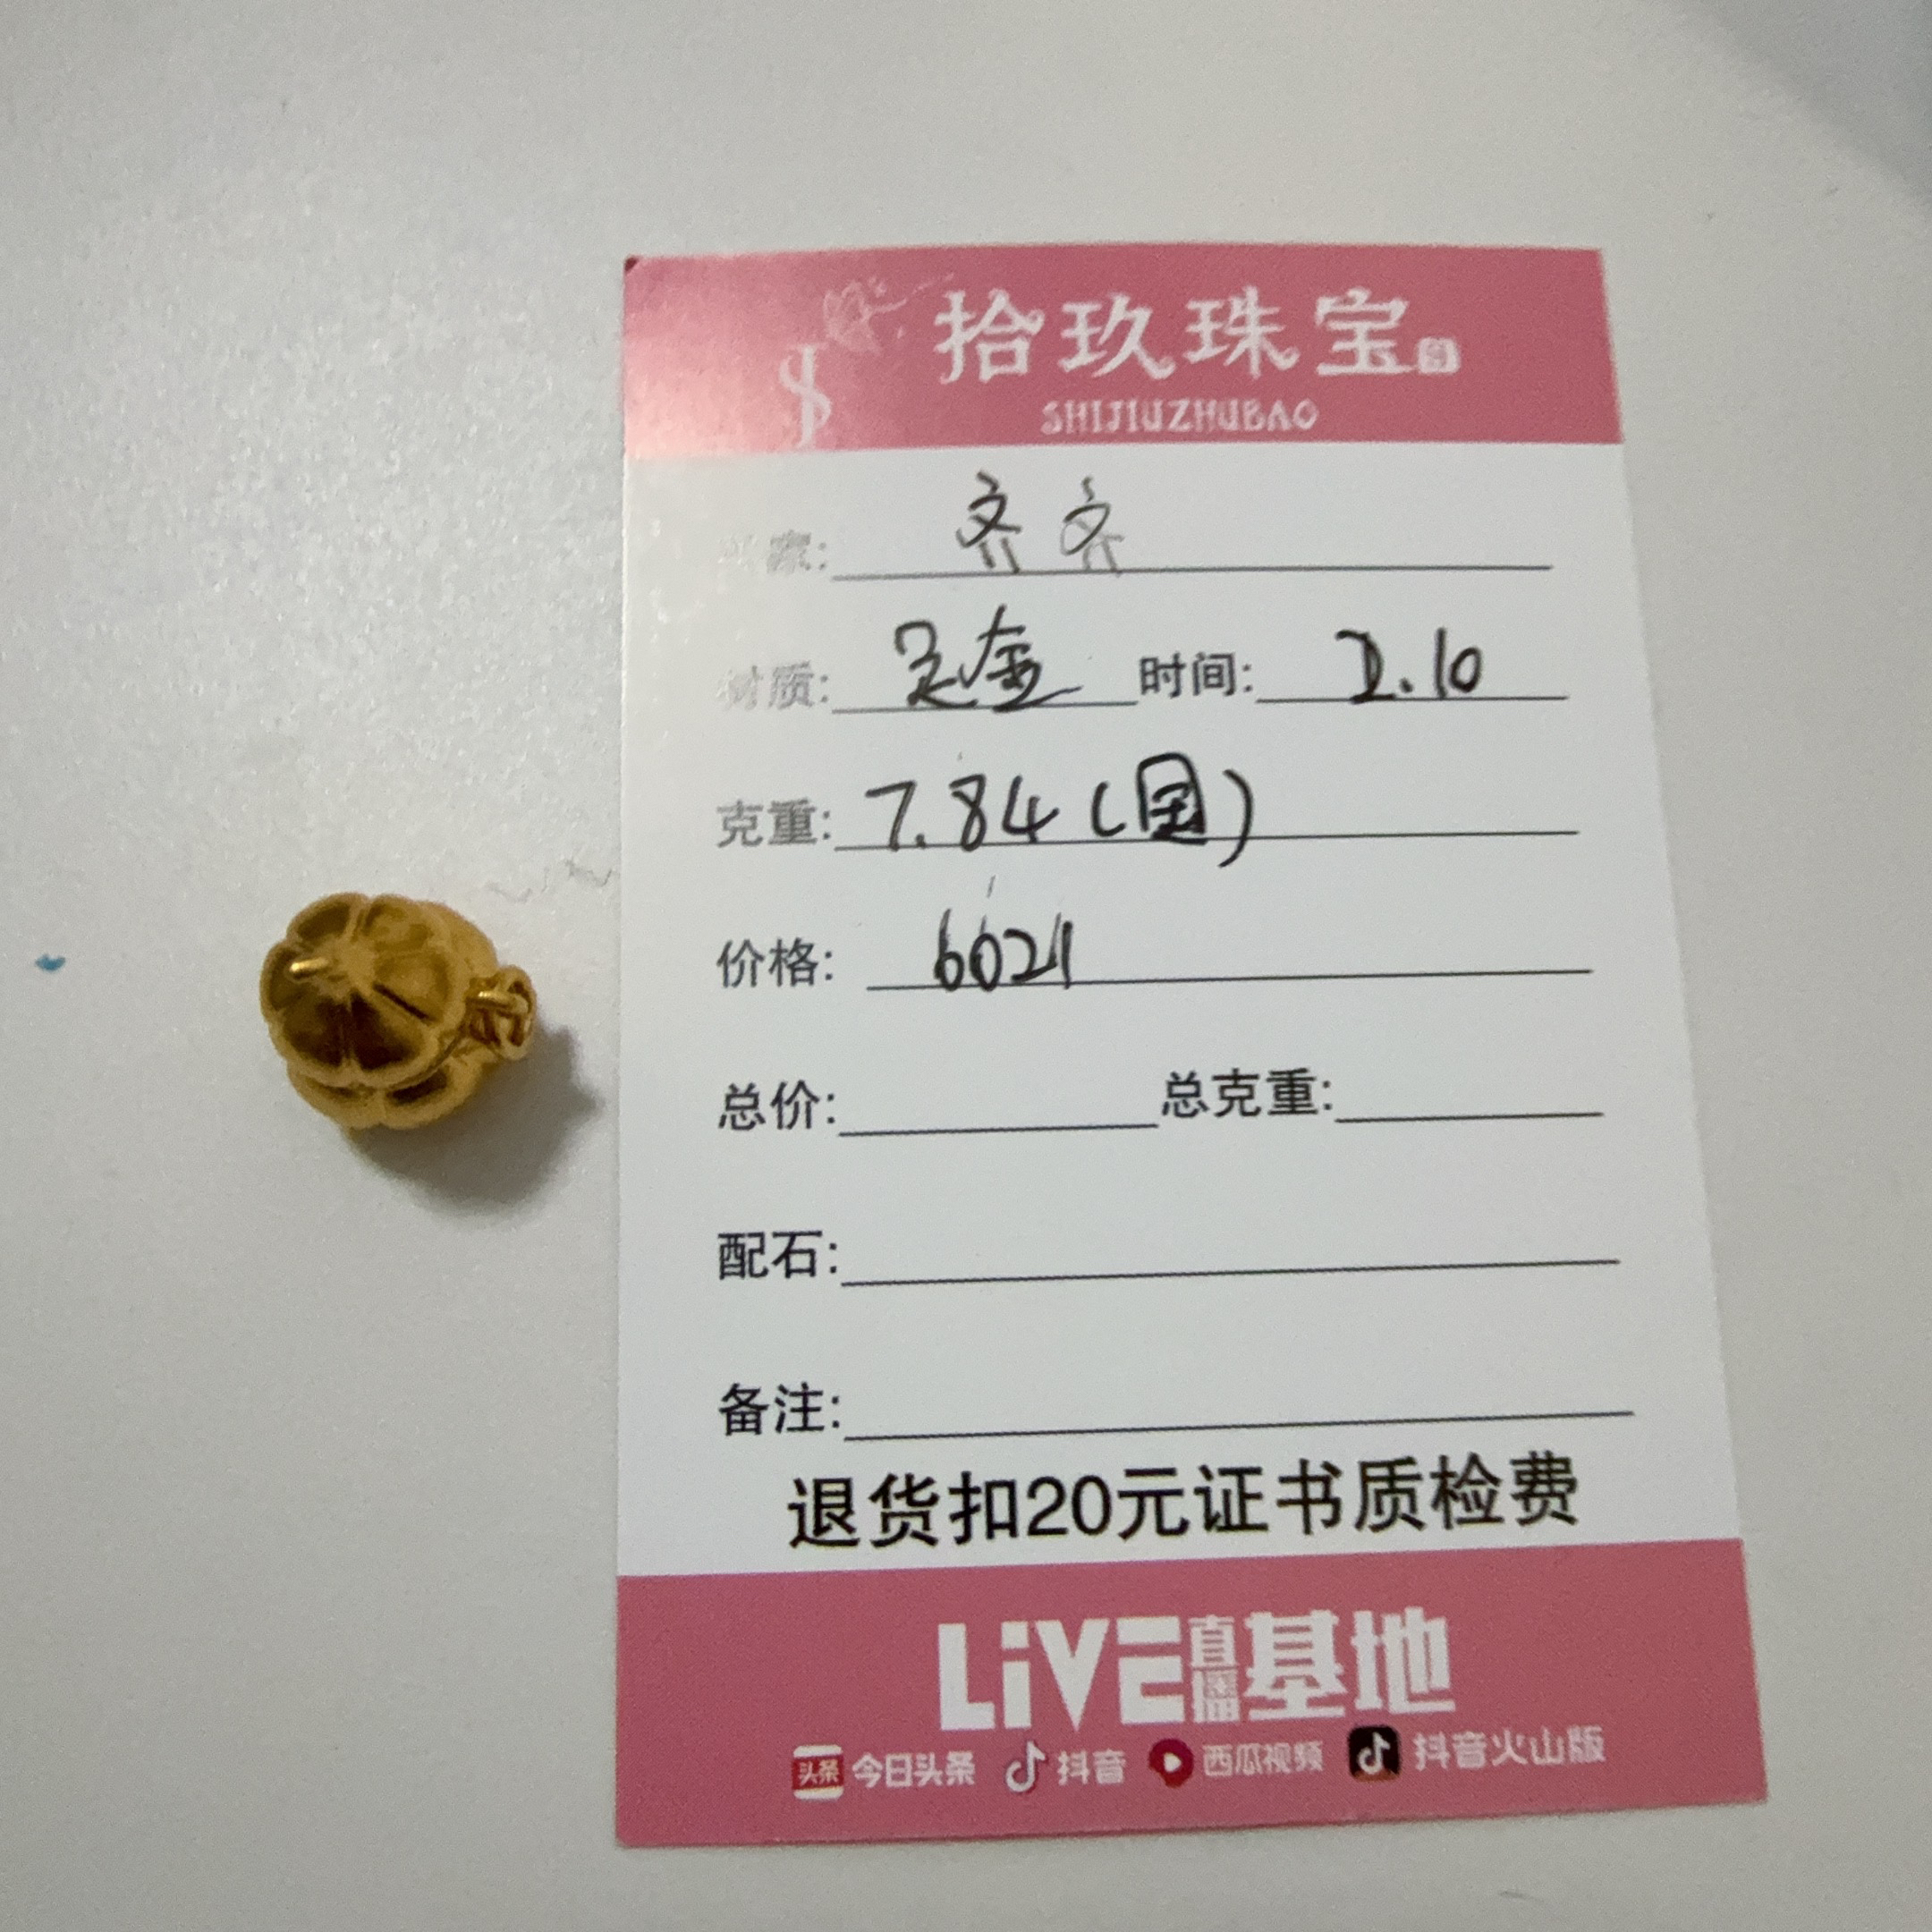 拾玖珠宝
SHIJIUZHUBAO
家: 齐齐
材质: 足金 时间: 2.10
克重: 7.84(国)
价格: 6021
总价: 总克重:
配石:
备注:
退货扣20元证书质检费
LiVE直播基地
头条 今日头条 抖音 西瓜视频 抖音火山版